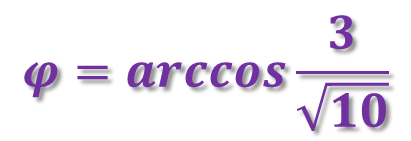 φ = arccos 3/√10